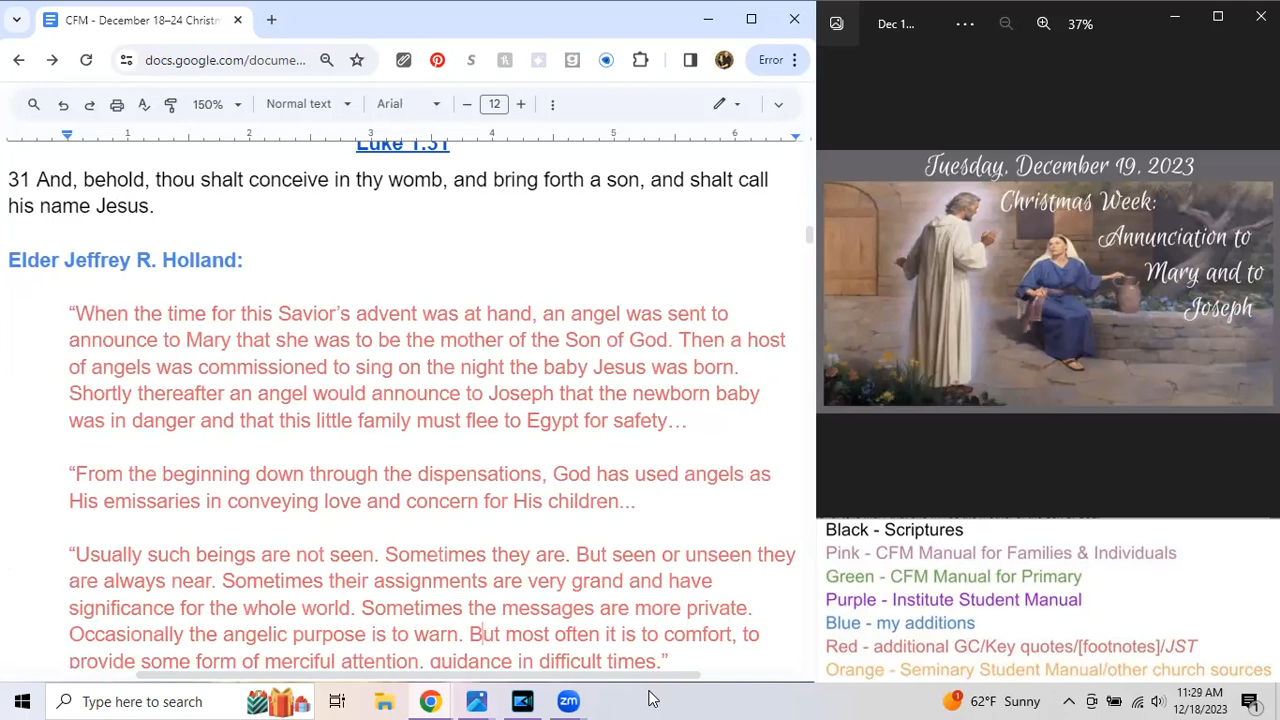 CFM - December 18–24 Christm
docs.google.com/docume...
Error
150%
Normal text
Arial
12
1 2 3 4 5 6
Luke 1:31
31 And, behold, thou shalt conceive in thy womb, and bring forth a son, and shalt call
his name Jesus.
Elder Jeffrey R. Holland:
“When the time for this Savior’s advent was at hand, an angel was sent to
announce to Mary that she was to be the mother of the Son of God. Then a host
of angels was commissioned to sing on the night the baby Jesus was born.
Shortly thereafter an angel would announce to Joseph that the newborn baby
was in danger and that this little family must flee to Egypt for safety…
“From the beginning down through the dispensations, God has used angels as
His emissaries in conveying love and concern for His children...
“Usually such beings are not seen. Sometimes they are. But seen or unseen they
are always near. Sometimes their assignments are very grand and have
significance for the whole world. Sometimes the messages are more private.
Occasionally the angelic purpose is to warn. But most often it is to comfort, to
provide some form of merciful attention, guidance in difficult times.”
Dec 1...
37%
Tuesday, December 19, 2023
Christmas Week:
Annunciation to
Mary and to
Joseph
Black - Scriptures
Pink - CFM Manual for Families & Individuals
Green - CFM Manual for Primary
Purple - Institute Student Manual
Blue - my additions
Red - additional GC/Key quotes/[footnotes]/JST
Orange - Seminary Student Manual/other church sources
Type here to search
zm
1
62°F Sunny
11:29 AM
12/18/2023
1